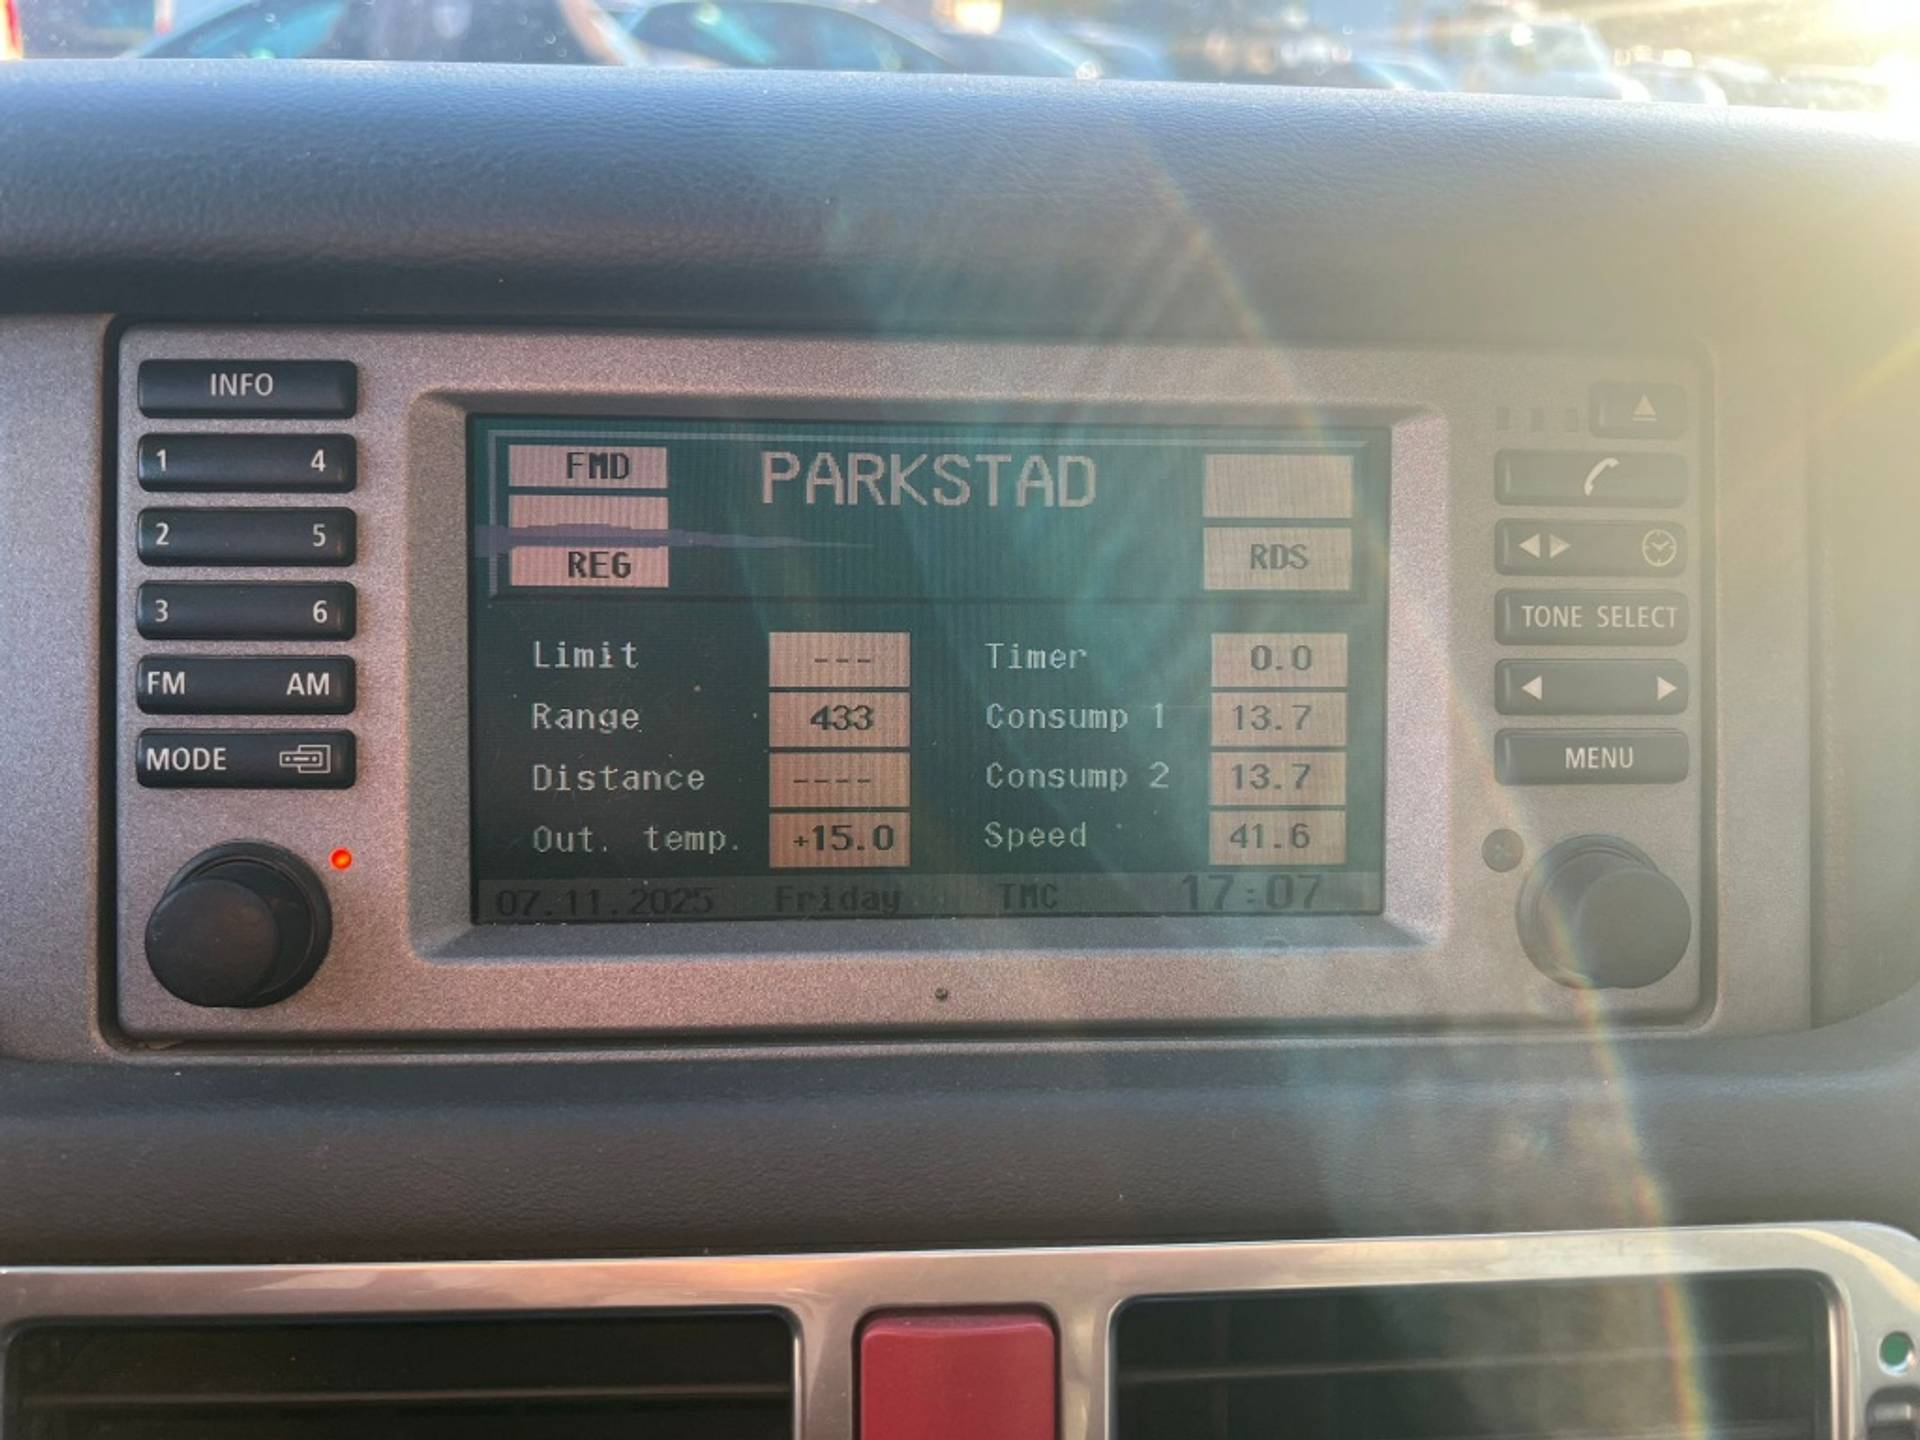 INFO
1 4
2 5
3 6
FM AM
MODE
FMD PARKSTAD
REG RDS
Limit --- Timer 0.0
Range 433 Consump 1 13.7
Distance ---- Consump 2 13.7
Out. temp. +15.0 Speed 41.6
07.11.2025 Friday TMC 17:07
TONE SELECT
MENU